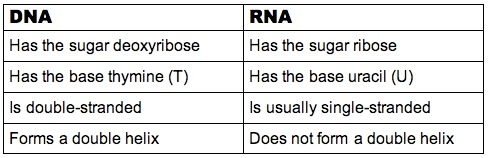 DNA RNA
Has the sugar deoxyribose Has the sugar ribose
Has the base thymine (T) Has the base uracil (U)
Is double-stranded Is usually single-stranded
Forms a double helix Does not form a double helix